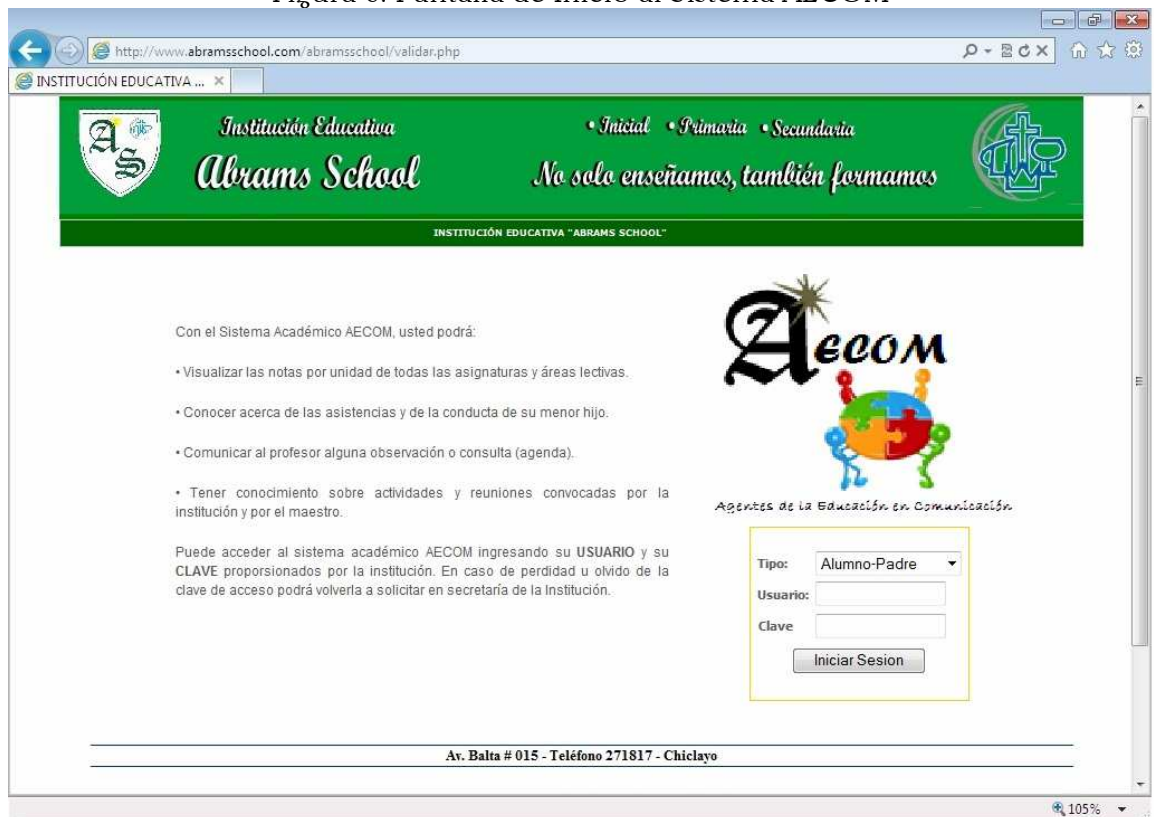 Figura 6: Pantalla de Inicio al Sistema AECOM
http://www.abramsschool.com/abramsschool/validar.php
INSTITUCIÓN EDUCATIVA ...
Institución Educativa
Abrams School
• Inicial • Primaria • Secundaria
No solo enseñamos, también formamos
INSTITUCIÓN EDUCATIVA "ABRAMS SCHOOL"
Con el Sistema Académico AECOM, usted podrá:
• Visualizar las notas por unidad de todas las asignaturas y áreas lectivas.
• Conocer acerca de las asistencias y de la conducta de su menor hijo.
• Comunicar al profesor alguna observación o consulta (agenda).
• Tener conocimiento sobre actividades y reuniones convocadas por la
institución y por el maestro.
Puede acceder al sistema académico AECOM ingresando su USUARIO y su
CLAVE proporsionados por la institución. En caso de perdidad u olvido de la
clave de acceso podrá volverla a solicitar en secretaría de la Institución.
Aecom
Agentes de la Educación en Comunicación
Tipo: Alumno-Padre
Usuario:
Clave
Iniciar Sesion
Av. Balta # 015 - Teléfono 271817 - Chiclayo
105%